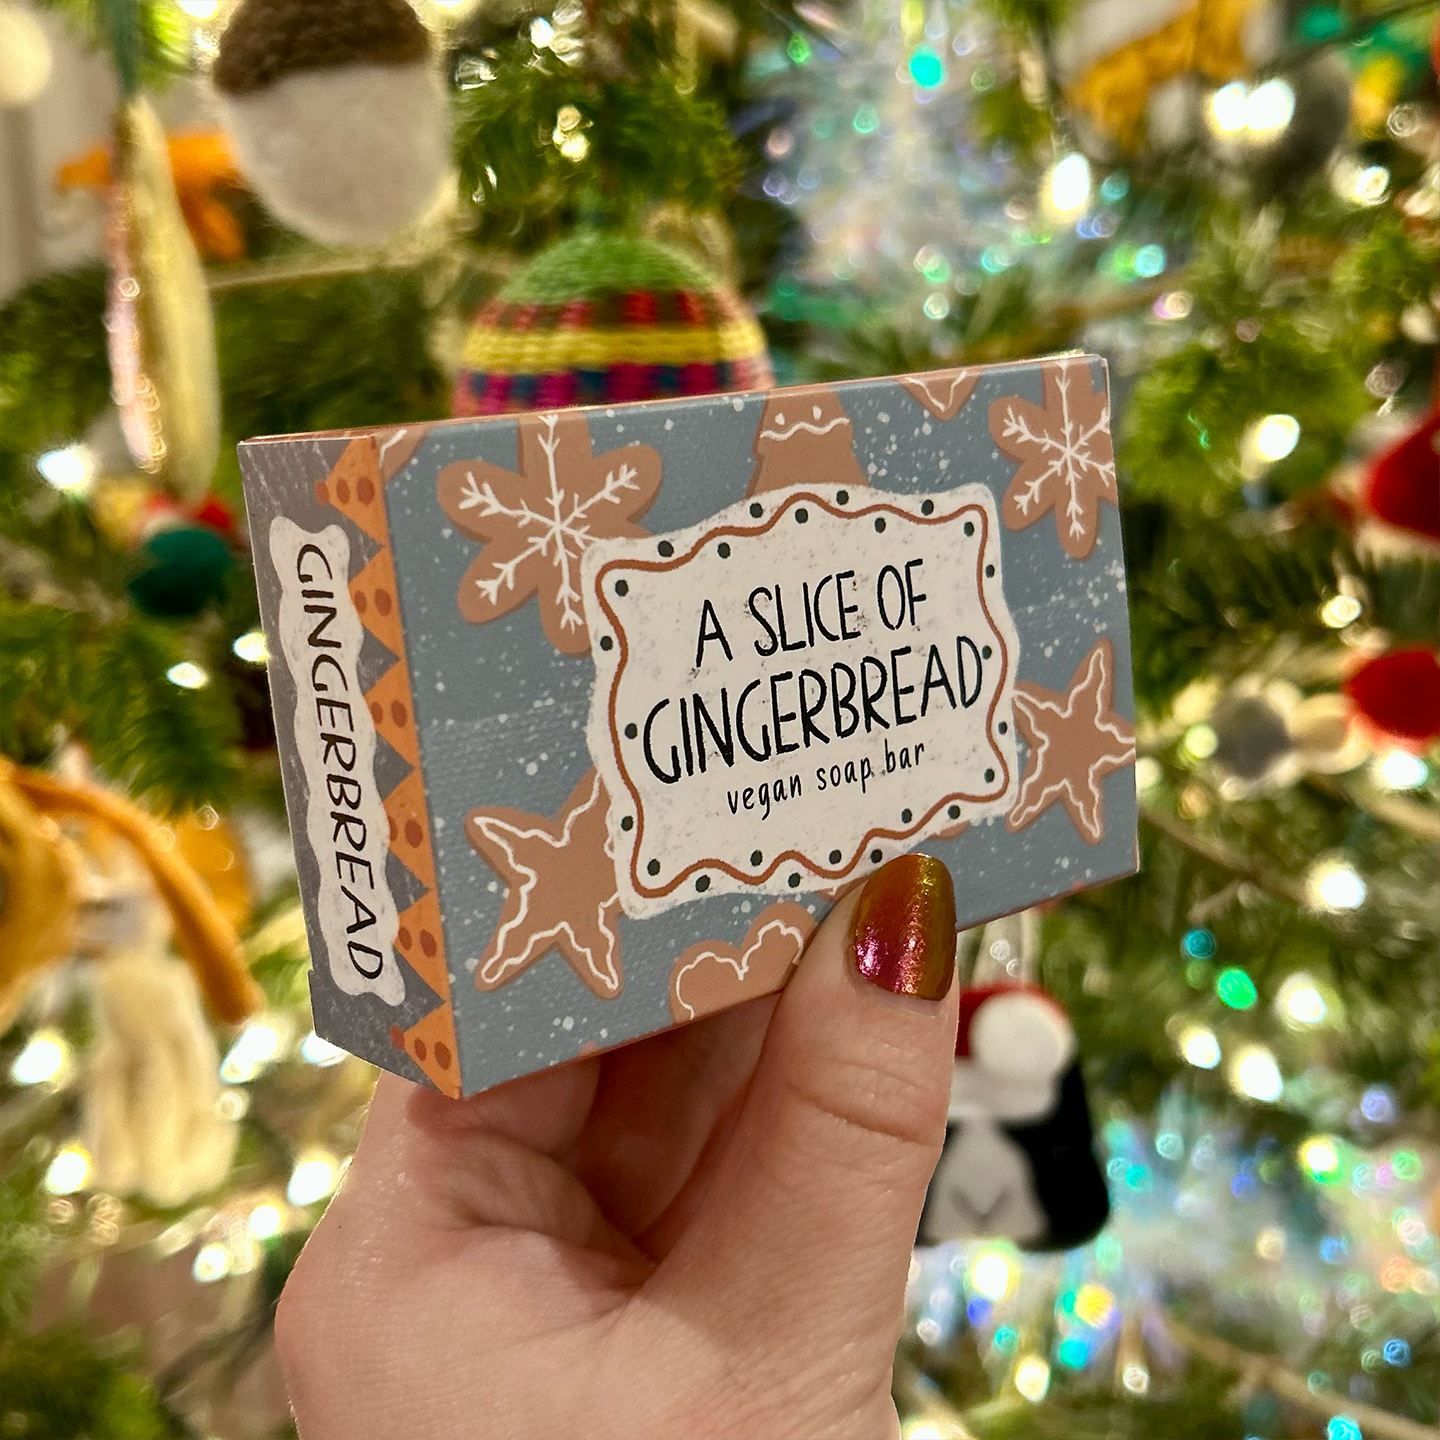 GINGERBREAD
A SLICE OF
GINGERBREAD
vegan soap bar